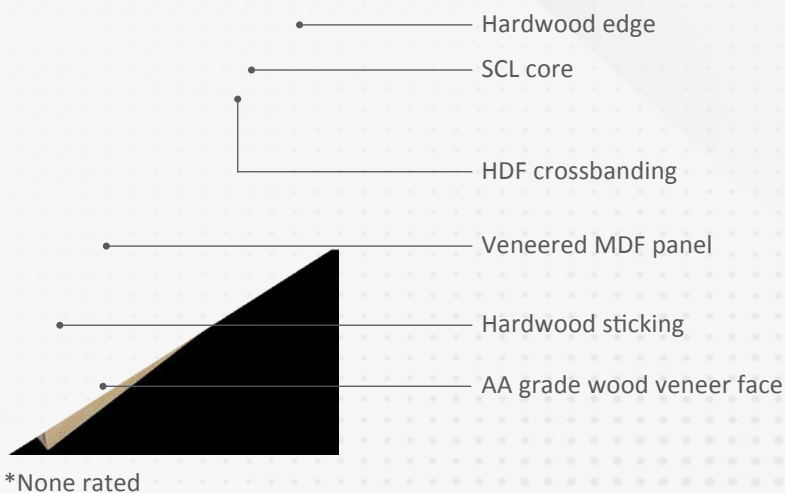 Hardwood edge
SCL core
HDF crossbanding
Veneered MDF panel
Hardwood sticking
AA grade wood veneer face
*None rated